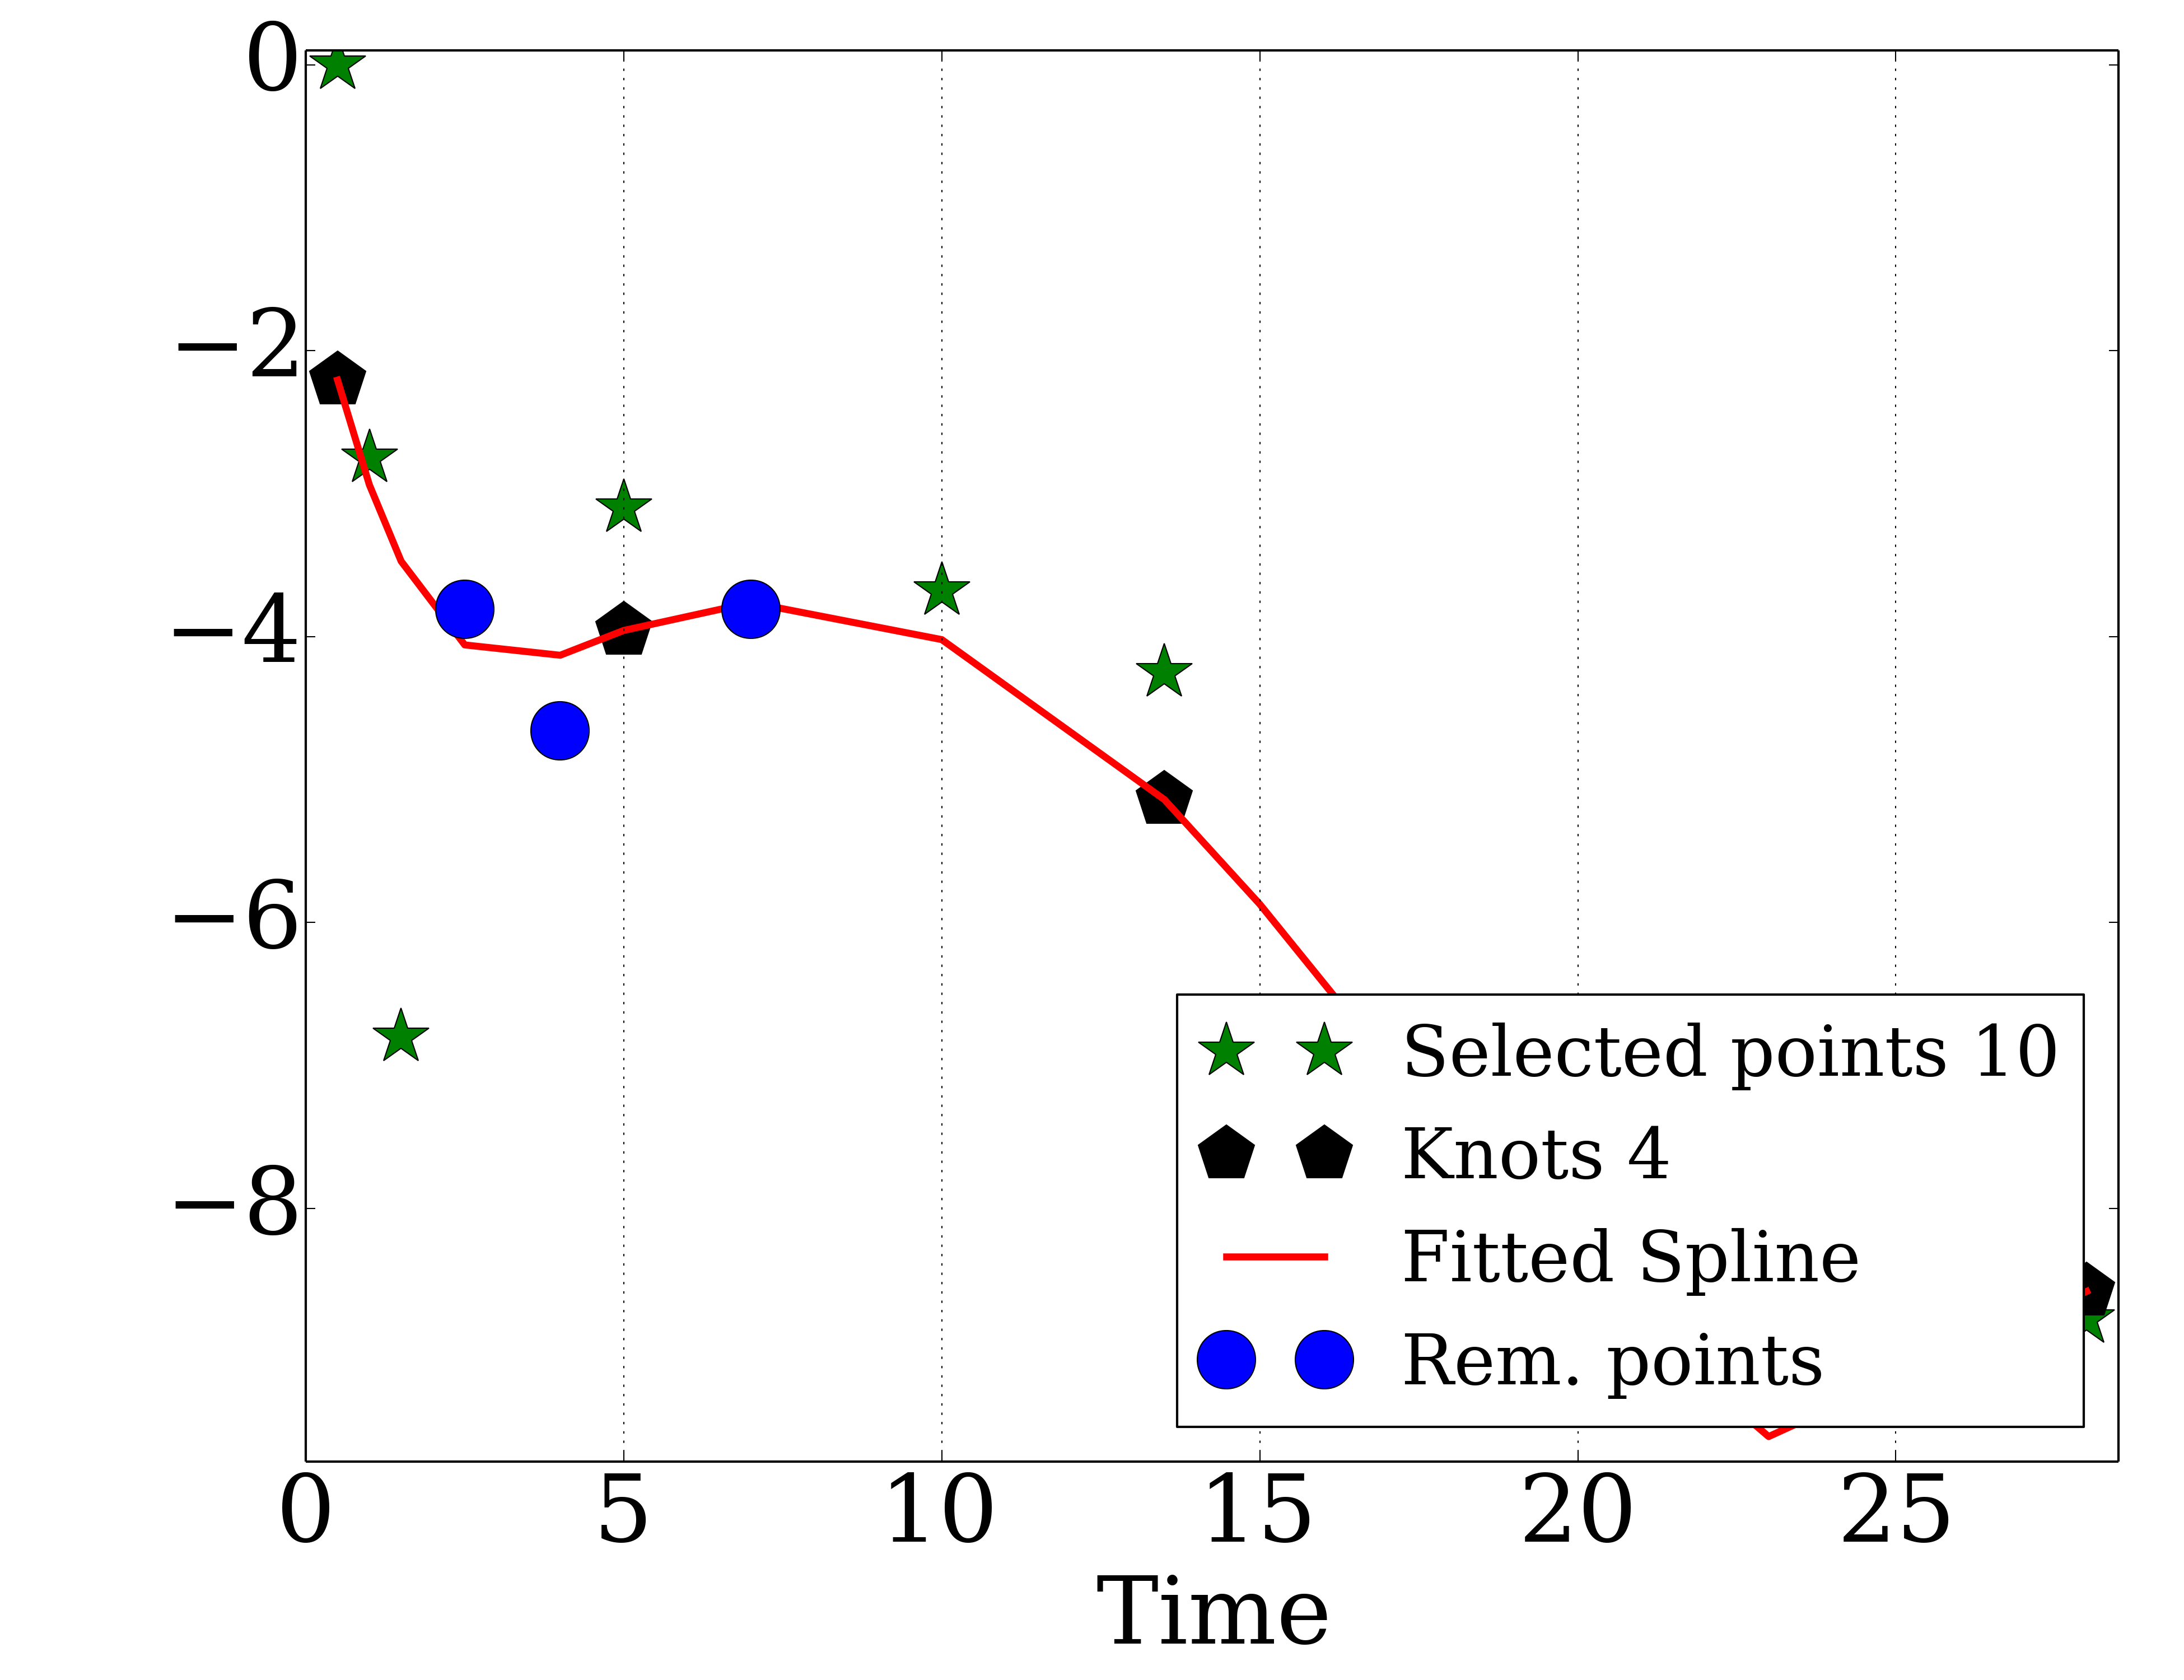 0
−2
−4
−6
−8
Selected points 10
Knots 4
Fitted Spline
Rem. points
0 5 10 15 20 25
Time